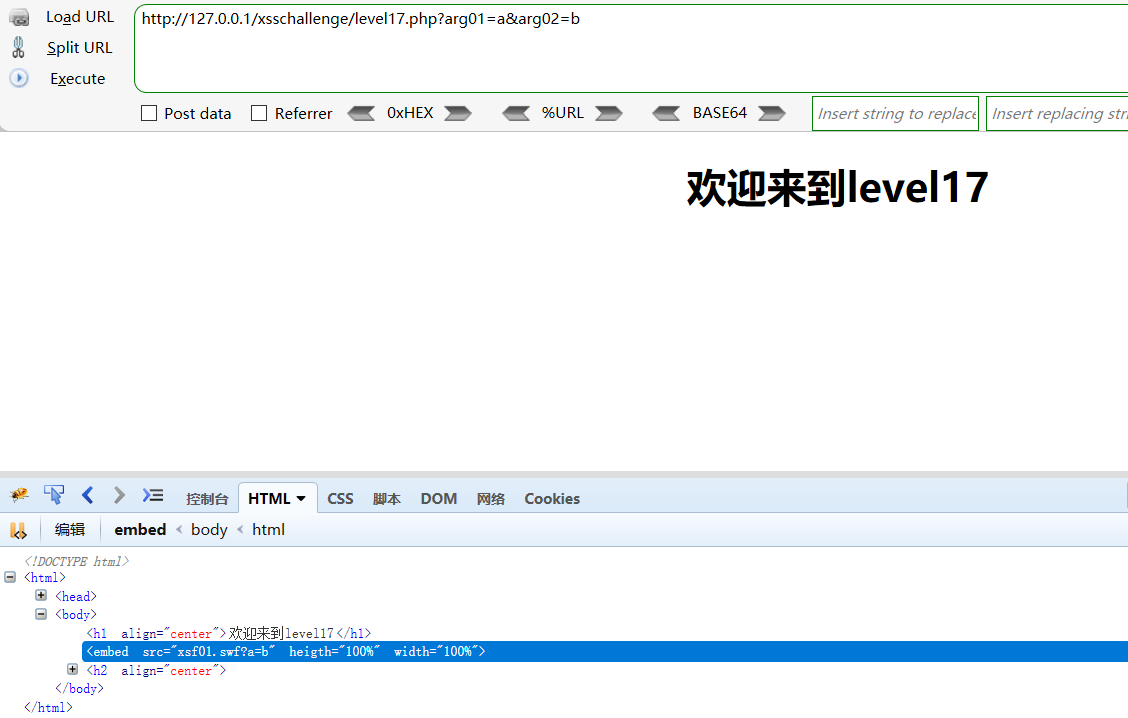 Load URL
http://127.0.0.1/xsschallenge/level17.php?arg01=a&arg02=b
Split URL
Execute
Post data Referrer 0xHEX %URL BASE64 Insert string to replace Insert replacing stri
欢迎来到level17
控制台 HTML CSS 脚本 DOM 网络 Cookies
编辑 embed < body < html
<!DOCTYPE html>
<html>
<head>
<body>
<h1 align="center">欢迎来到level17</h1>
<embed src="xsf01.swf?a=b" heigth="100%" width="100%">
<h2 align="center">
</body>
</html>